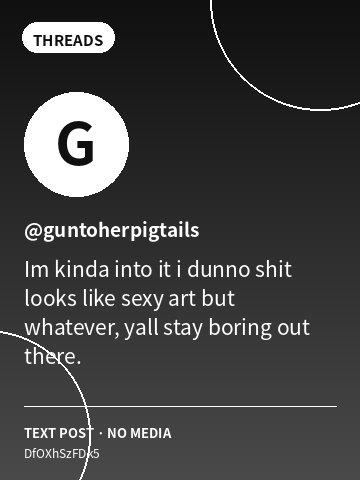 THREADS
G
@guntoherpigtails
Im kinda into it i dunno shit
looks like sexy art but
whatever, yall stay boring out
there.
TEXT POST · NO MEDIA
DfOXhSzFDk5